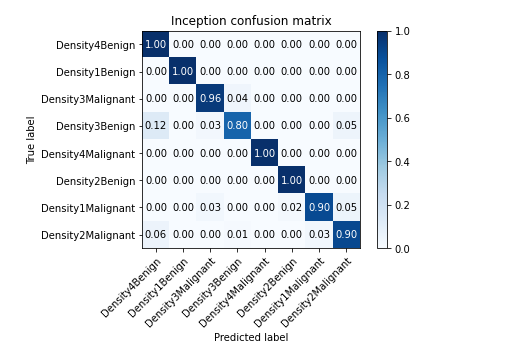 Inception confusion matrix
True label
Density4Benign 1.00 0.00 0.00 0.00 0.00 0.00 0.00 0.00
Density1Benign 0.00 1.00 0.00 0.00 0.00 0.00 0.00 0.00
Density3Malignant 0.00 0.00 0.96 0.04 0.00 0.00 0.00 0.00
Density3Benign 0.12 0.00 0.03 0.80 0.00 0.00 0.00 0.05
Density4Malignant 0.00 0.00 0.00 0.00 1.00 0.00 0.00 0.00
Density2Benign 0.00 0.00 0.00 0.00 0.00 1.00 0.00 0.00
Density1Malignant 0.00 0.00 0.03 0.00 0.00 0.02 0.90 0.05
Density2Malignant 0.06 0.00 0.00 0.01 0.00 0.00 0.03 0.90
Density4Benign
Density1Benign
Density3Malignant
Density3Benign
Density4Malignant
Density2Benign
Density1Malignant
Density2Malignant
Predicted label
1.0
0.8
0.6
0.4
0.2
0.0